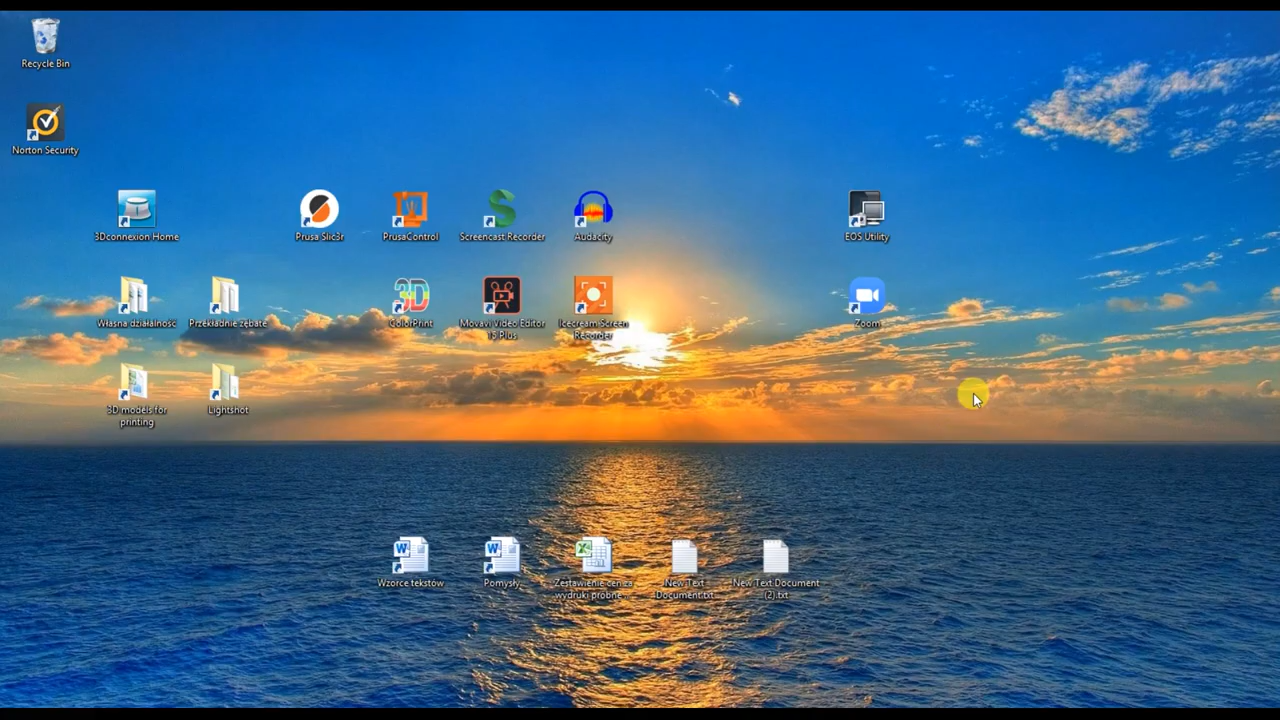 Recycle Bin
Norton Security
3Dconnexion Home
Prusa Slic3r
PrusaControl
Screencast Recorder
Audacity
EOS Utility
Własna działalność
Przekładnie zębate
ColorPrint
Movavi Video Editor
15 Plus
Icecream Screen
Recorder
Zoom
3D models for
printing
Lightshot
Wzorce tekstów
Pomysły
Zestawienie cen za
wydruki próbne ...
New Text
Document.txt
New Text Document
(2).txt